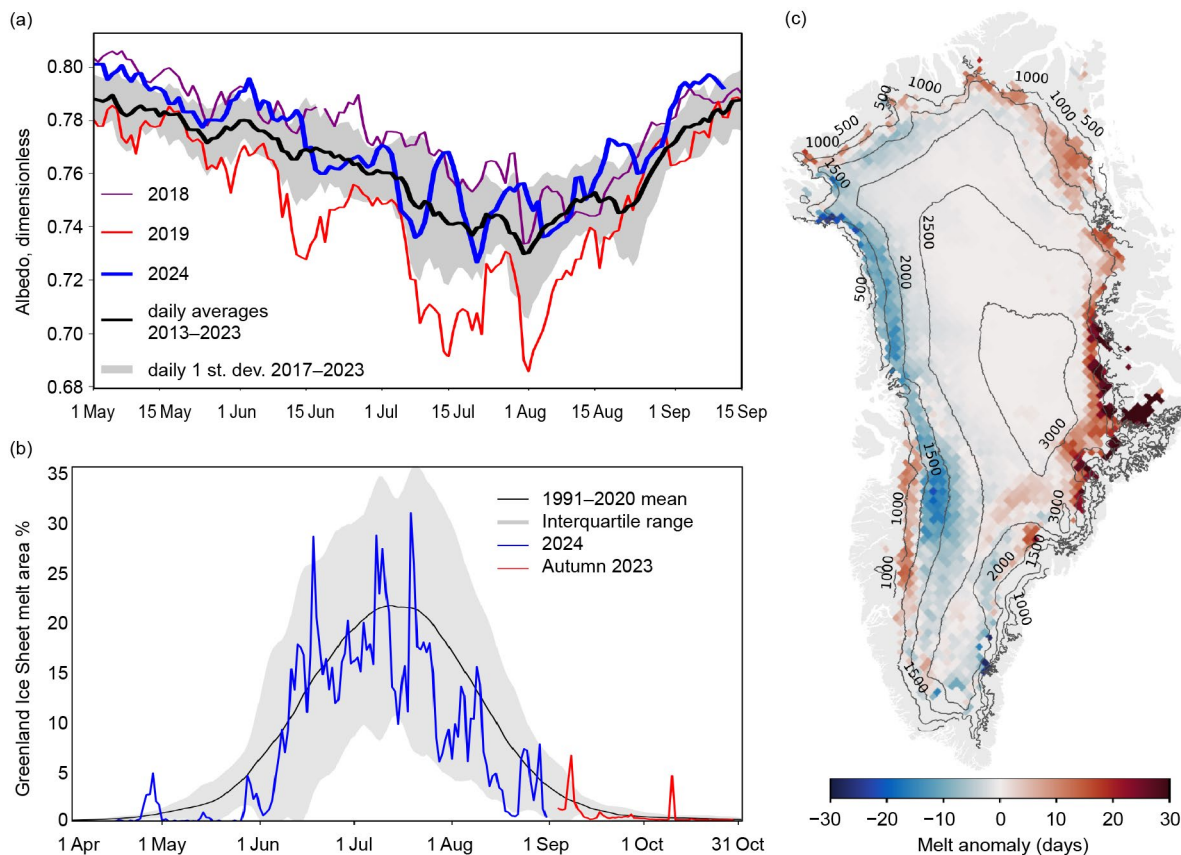 (a)
0.80
0.78
0.76
0.74
0.72
0.70
0.68
Albedo, dimensionless
2018
2019
2024
daily averages
2013–2023
daily 1 st. dev. 2017–2023
1 May
15 May
1 Jun
15 Jun
1 Jul
15 Jul
1 Aug
15 Aug
1 Sep
15 Sep
(b)
35
30
25
20
15
10
5
0
Greenland Ice Sheet melt area %
1991–2020 mean
Interquartile range
2024
Autumn 2023
1 Apr
1 May
1 Jun
1 Jul
1 Aug
1 Sep
1 Oct
31 Oct
(c)
1000
1000
500
1000
500
500
1000
1500
2500
2000
500
3000
1500
1000
3000
1500
2000
1000
1000
1500
−30
−20
−10
0
10
20
30
Melt anomaly (days)